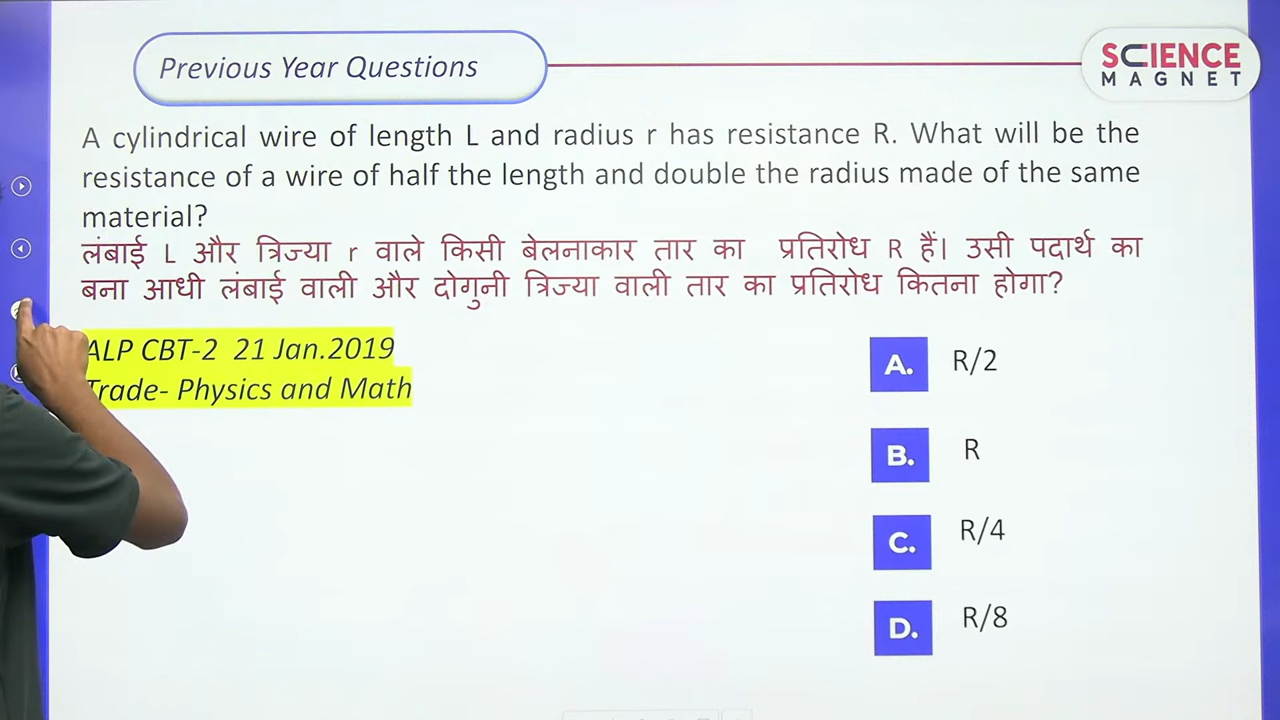 Previous Year Questions
SCIENCE
MAGNET
A cylindrical wire of length L and radius r has resistance R. What will be the
resistance of a wire of half the length and double the radius made of the same
material?
लंबाई L और त्रिज्या r वाले किसी बेलनाकार तार का प्रतिरोध R हैं। उसी पदार्थ का
बना आधी लंबाई वाली और दोगुनी त्रिज्या वाली तार का प्रतिरोध कितना होगा?
ALP CBT-2 21 Jan.2019
Trade- Physics and Math
A. R/2
B. R
C. R/4
D. R/8